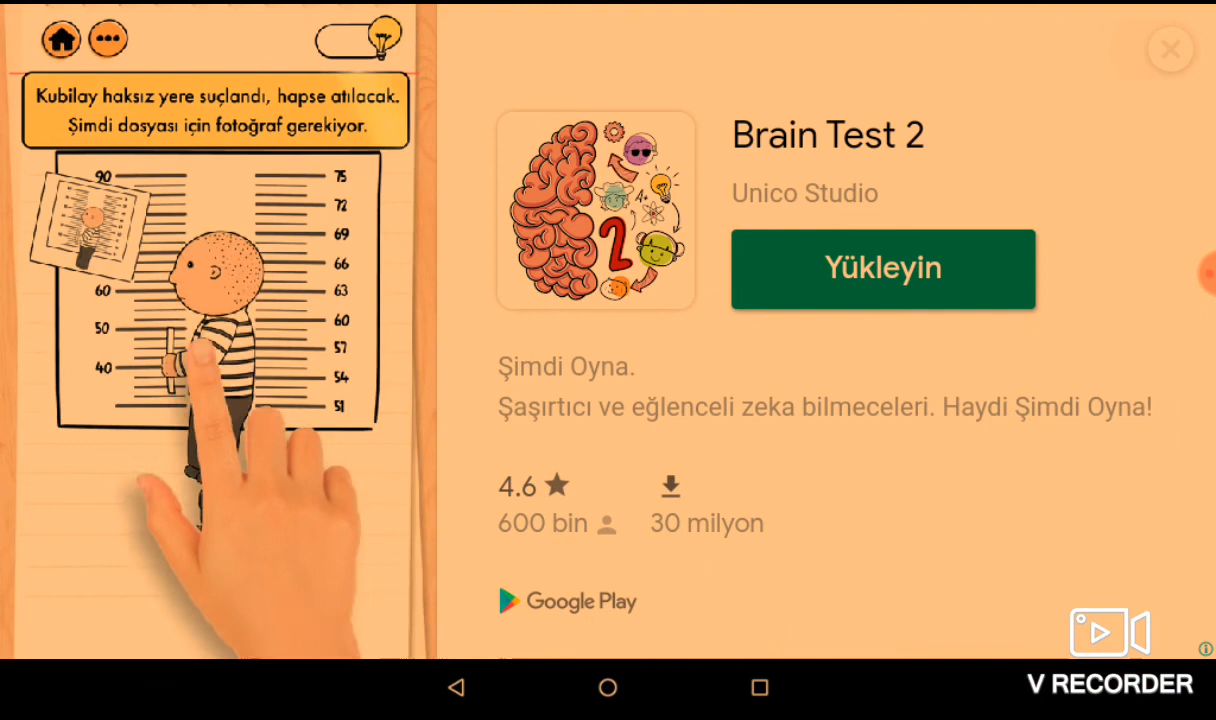 Kubilay haksız yere suçlandı, hapse atılacak.
Şimdi dosyası için fotoğraf gerekiyor.
90
60
50
40
75
72
69
66
63
60
57
54
51
2
A+
Brain Test 2
Unico Studio
Yükleyin
Şimdi Oyna.
Şaşırtıcı ve eğlenceli zeka bilmeceleri. Haydi Şimdi Oyna!
4.6
600 bin
30 milyon
Google Play
V RECORDER